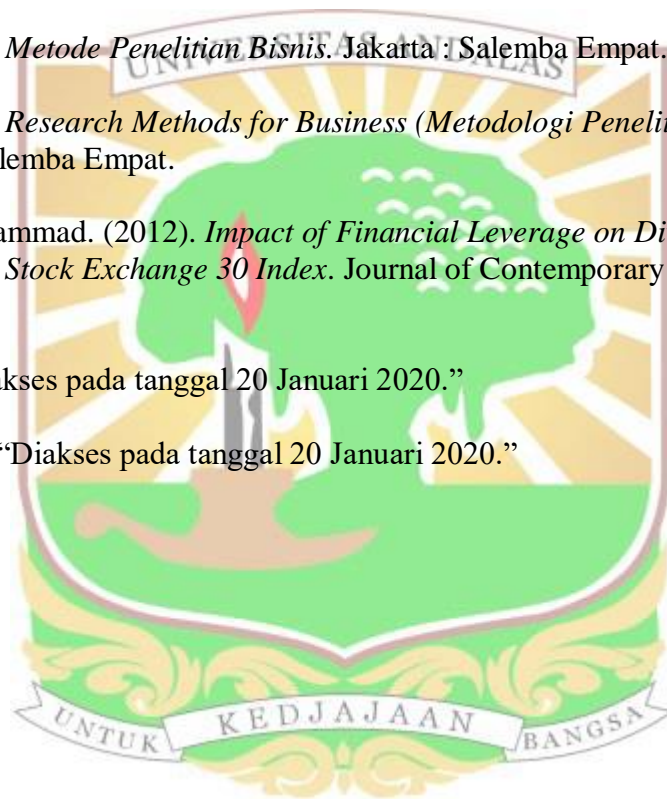 Metode Penelitian Bisnis. Jakarta : Salemba Empat.
UNIVERSITAS ANDALAS
Research Methods for Business (Metodologi Penelit
lemba Empat.
ammad. (2012). Impact of Financial Leverage on Di
Stock Exchange 30 Index. Journal of Contemporary
kses pada tanggal 20 Januari 2020.”
“Diakses pada tanggal 20 Januari 2020.”
UNTUK KEDJAJAAN BANGSA